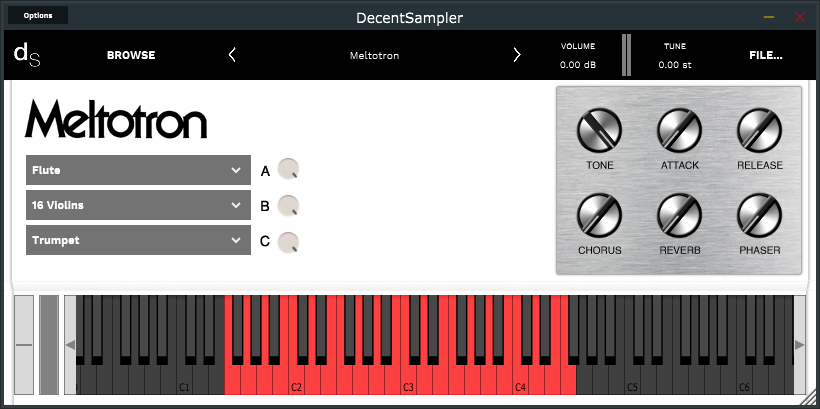 Options
DecentSampler
dS
BROWSE
Meltotron
VOLUME
0.00 dB
TUNE
0.00 st
FILE...
Meltotron
Flute
A
16 Violins
B
Trumpet
C
TONE
ATTACK
RELEASE
CHORUS
REVERB
PHASER
C1
C2
C3
C4
C5
C6